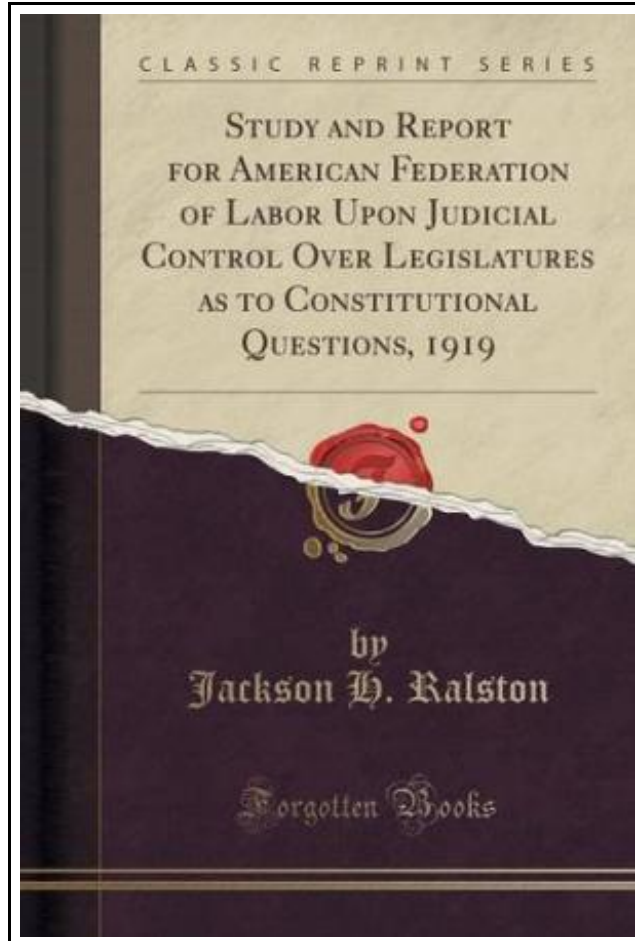 CLASSIC REPRINT SERIES
STUDY AND REPORT
FOR AMERICAN FEDERATION
OF LABOR UPON JUDICIAL
CONTROL OVER LEGISLATURES
AS TO CONSTITUTIONAL
QUESTIONS, 1919
by
Jackson H. Ralston
Forgotten Books